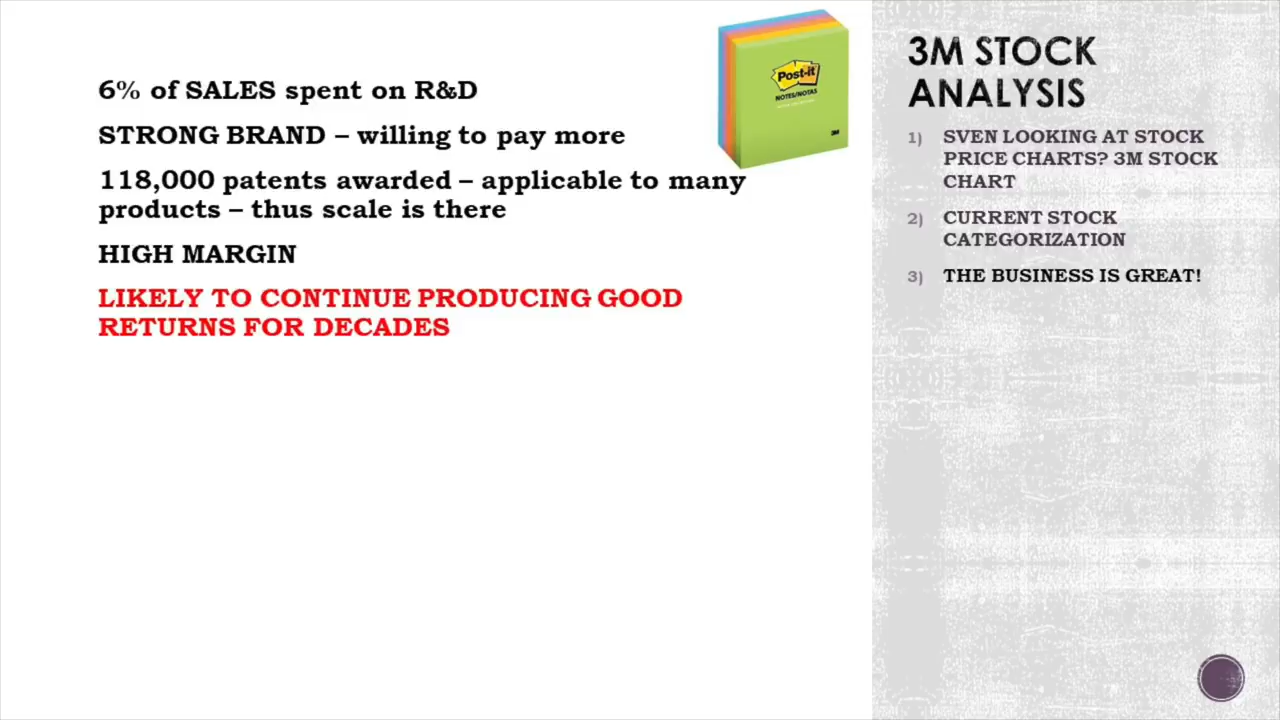 6% of SALES spent on R&D
STRONG BRAND – willing to pay more
118,000 patents awarded – applicable to many
products – thus scale is there
HIGH MARGIN
LIKELY TO CONTINUE PRODUCING GOOD
RETURNS FOR DECADES
Post-it
NOTES/NOTAS
3M
3M STOCK
ANALYSIS
1) SVEN LOOKING AT STOCK
PRICE CHARTS? 3M STOCK
CHART
2) CURRENT STOCK
CATEGORIZATION
3) THE BUSINESS IS GREAT!